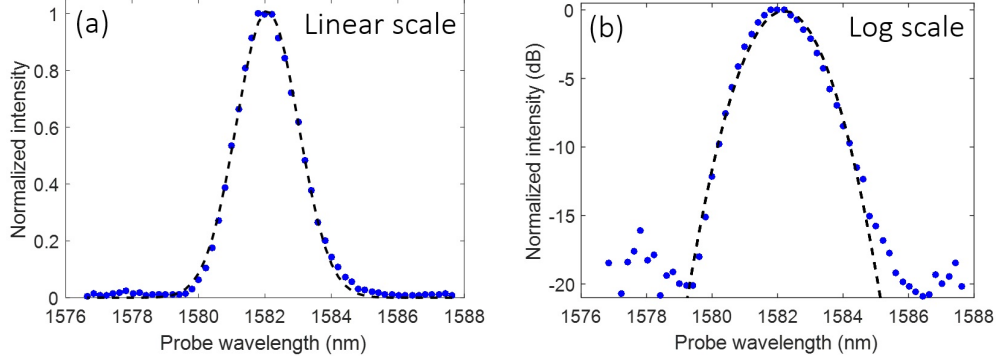 (a) Linear scale
Normalized intensity
1
0.8
0.6
0.4
0.2
0
1576 1578 1580 1582 1584 1586 1588
Probe wavelength (nm)
(b) Log scale
Normalized intensity (dB)
0
-5
-10
-15
-20
1576 1578 1580 1582 1584 1586 1588
Probe wavelength (nm)